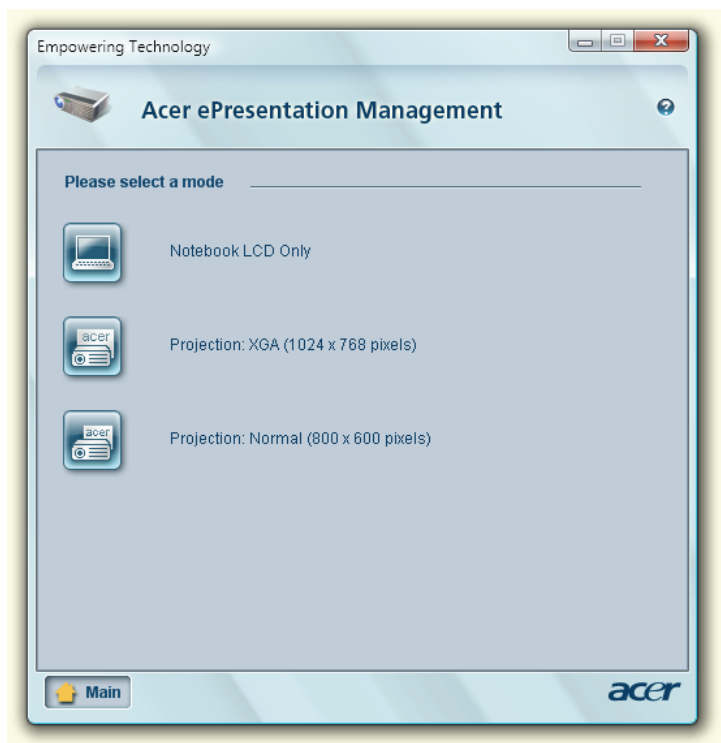 Empowering Technology
Acer ePresentation Management
Please select a mode
Notebook LCD Only
acer
Projection: XGA (1024 x 768 pixels)
acer
Projection: Normal (800 x 600 pixels)
Main
acer